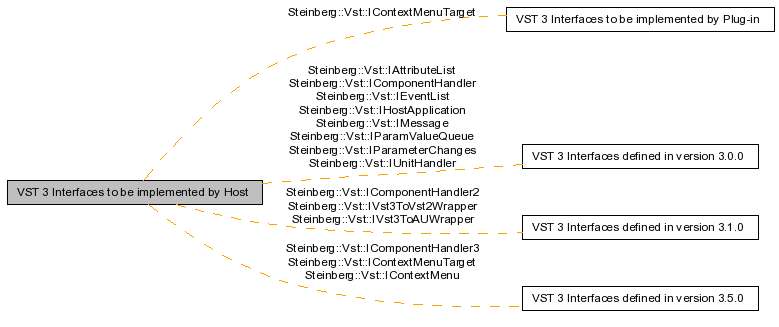 Steinberg::Vst::IContextMenuTarget
VST 3 Interfaces to be implemented by Plug-in
Steinberg::Vst::IAttributeList
Steinberg::Vst::IComponentHandler
Steinberg::Vst::IEventList
Steinberg::Vst::IHostApplication
Steinberg::Vst::IMessage
Steinberg::Vst::IParamValueQueue
Steinberg::Vst::IParameterChanges
Steinberg::Vst::IUnitHandler
VST 3 Interfaces defined in version 3.0.0
VST 3 Interfaces to be implemented by Host
Steinberg::Vst::IComponentHandler2
Steinberg::Vst::IVst3ToVst2Wrapper
Steinberg::Vst::IVst3ToAUWrapper
VST 3 Interfaces defined in version 3.1.0
Steinberg::Vst::IComponentHandler3
Steinberg::Vst::IContextMenuTarget
Steinberg::Vst::IContextMenu
VST 3 Interfaces defined in version 3.5.0